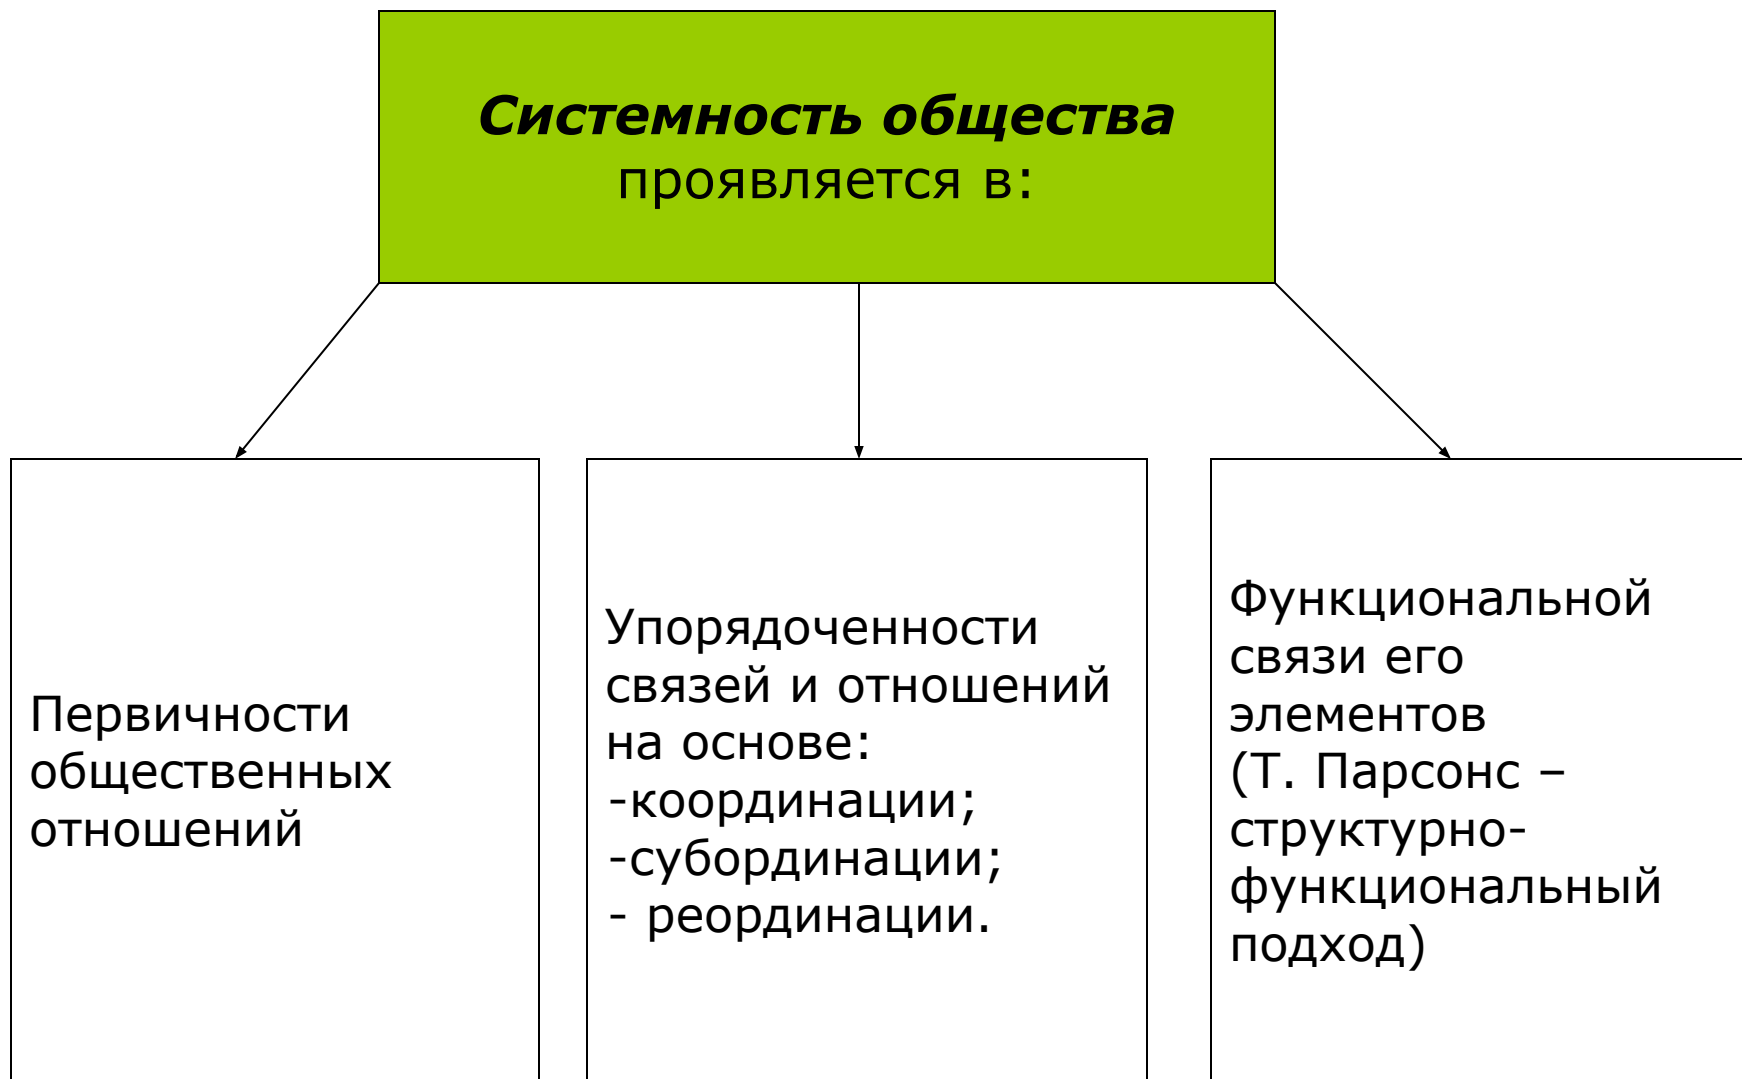 Системность общества
проявляется в:
Первичности
общественных
отношений
Упорядоченности
связей и отношений
на основе:
-координации;
-субординации;
- реординации.
Функциональной
связи его
элементов
(Т. Парсонс –
структурно-
функциональный
подход)